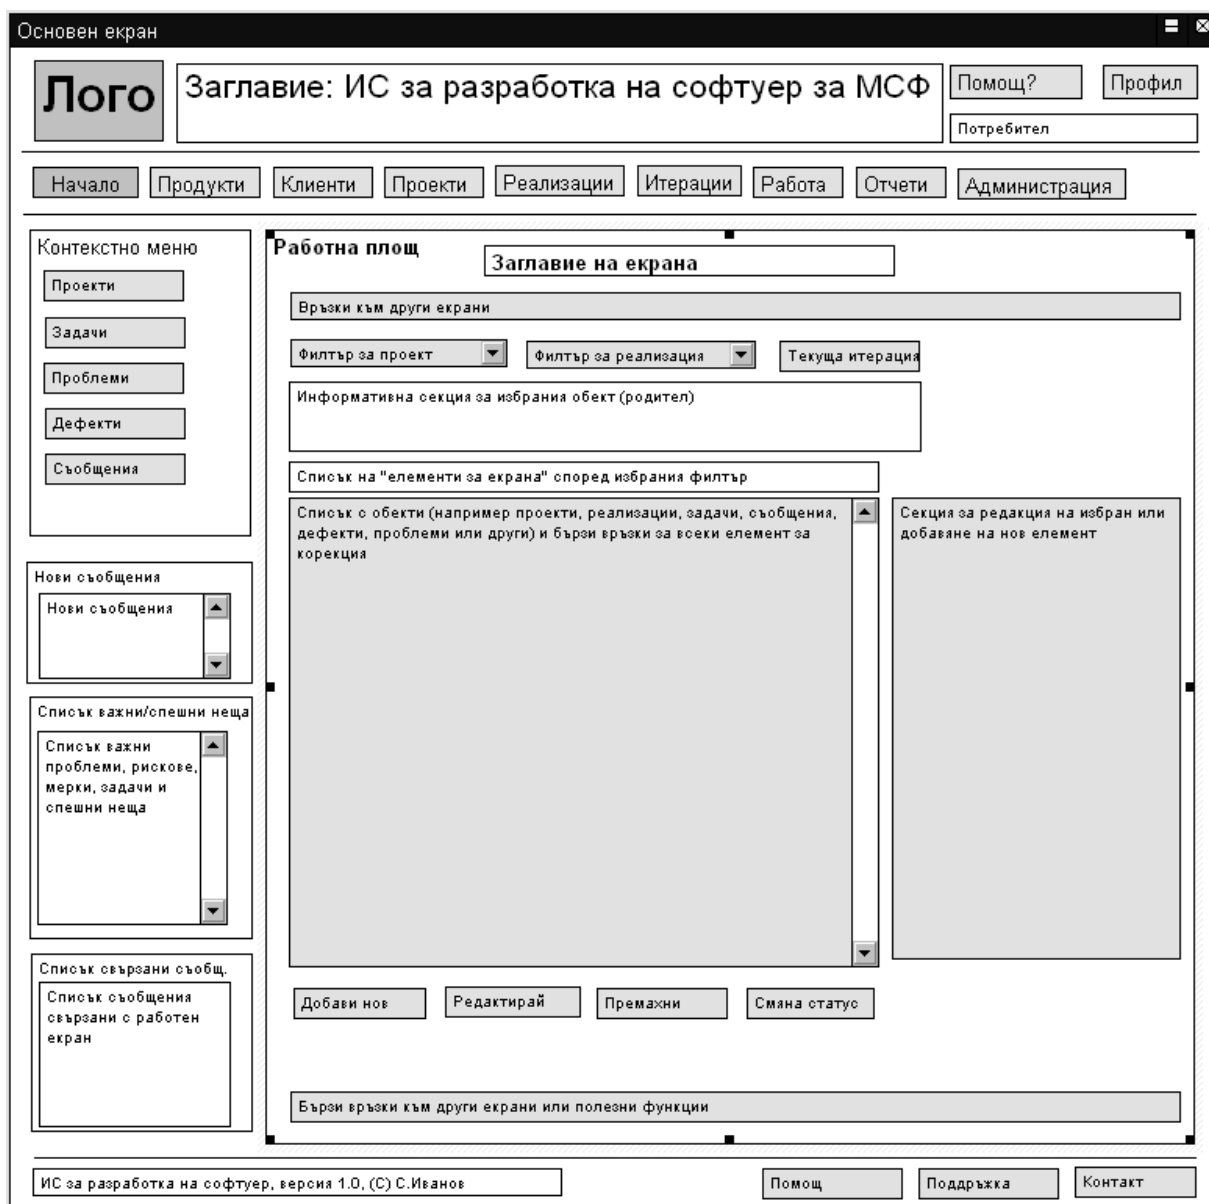 Основен екран
Лого
Заглавие: ИС за разработка на софтуер за МСФ
Помощ?
Профил
Потребител
Начало
Продукти
Клиенти
Проекти
Реализации
Итерации
Работа
Отчети
Администрация
Контекстно меню
Проекти
Задачи
Проблеми
Дефекти
Съобщения
Нови съобщения
Нови съобщения
Списък важни/спешни неща
Списък важни
проблеми, рискове,
мерки, задачи и
спешни неща
Списък свързани съобщ.
Списък съобщения
свързани с работен
екран
Работна площ
Заглавие на екрана
Връзки към други екрани
Филтър за проект
Филтър за реализация
Текуща итерация
Информативна секция за избрания обект (родител)
Списък на "елементи за екрана" според избрания филтър
Списък с обекти (например проекти, реализации, задачи, съобщения,
дефекти, проблеми или други) и бързи връзки за всеки елемент за
корекция
Секция за редакция на избран или
добавяне на нов елемент
Добави нов
Редактирай
Премахни
Смяна статус
Бързи връзки към други екрани или полезни функции
ИС за разработка на софтуер, версия 1.0, (C) С.Иванов
Помощ
Поддръжка
Контакт